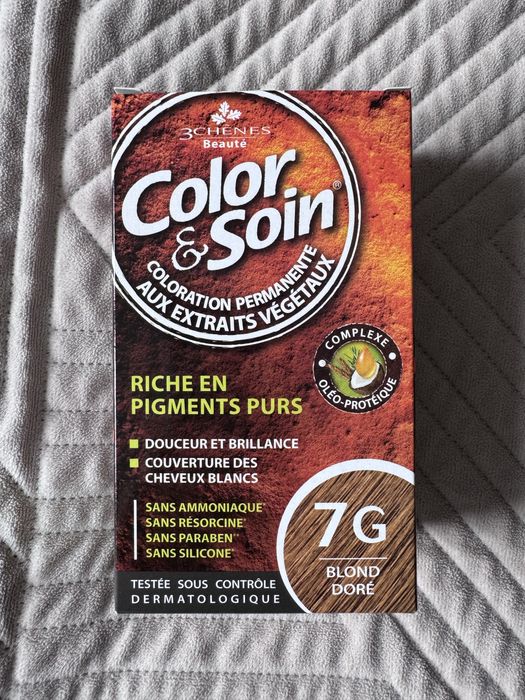 3CHÊNES
Beauté
Color
& Soin®
COLORATION PERMANENTE
AUX EXTRAITS VÉGÉTAUX
COMPLEXE
OLÉO-PROTÉIQUE
RICHE EN
PIGMENTS PURS
DOUCEUR ET BRILLANCE
COUVERTURE DES
CHEVEUX BLANCS
SANS AMMONIAQUE*
SANS RÉSORCINE*
SANS PARABEN**
SANS SILICONE*
7G
BLOND
DORÉ
TESTÉE SOUS CONTRÔLE
DERMATOLOGIQUE